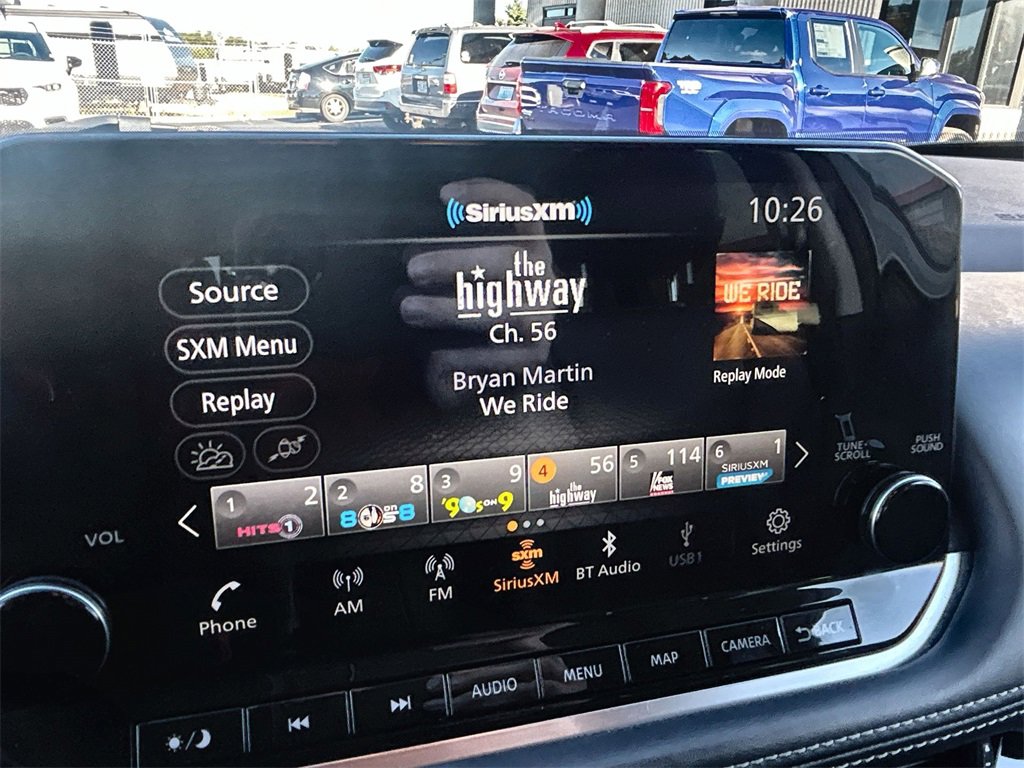 TACOMA
SiriusXM
10:26
Source
SXM Menu
Replay
the
highway
Ch. 56
Bryan Martin
We Ride
WE RIDE
Replay Mode
1 2
HITS 1
2 8
80s on 8
3 9
'90s ON 9
4 56
the
highway
5 114
FOX
NEWS
6 1
SIRIUSXM
PREVIEW
TUNE·
SCROLL
PUSH
SOUND
VOL
Phone
AM
FM
sxm
SiriusXM
BT Audio
USB1
Settings
AUDIO
MENU
MAP
CAMERA
BACK